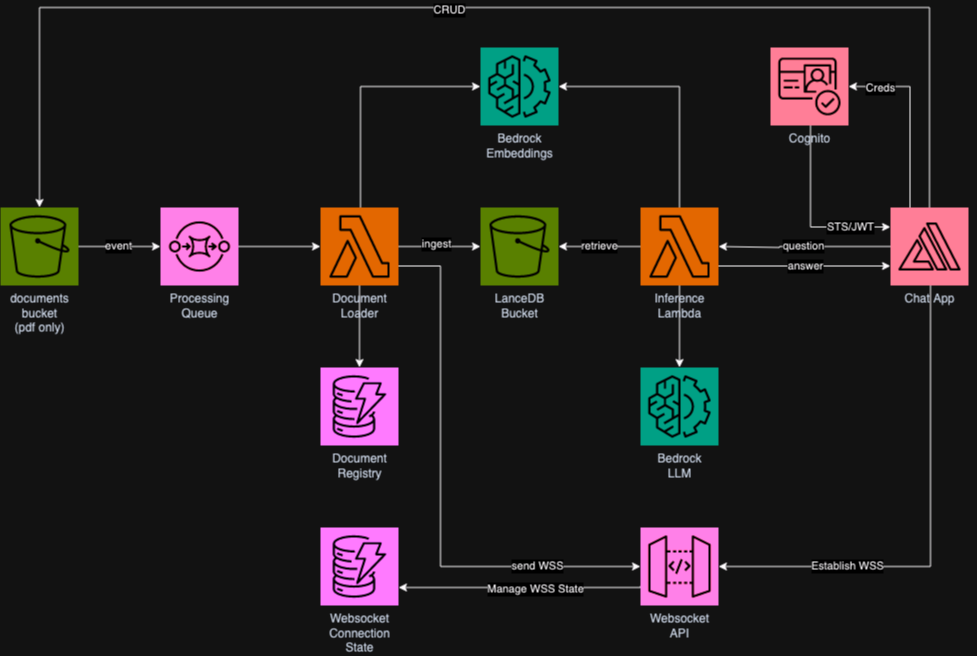 CRUD
Creds
Bedrock
Embeddings
Cognito
STS/JWT
event
ingest
retrieve
question
answer
documents
bucket
(pdf only)
Processing
Queue
Document
Loader
LanceDB
Bucket
Inference
Lambda
Chat App
Document
Registry
Bedrock
LLM
send WSS
Establish WSS
Manage WSS State
Websocket
Connection
State
Websocket
API